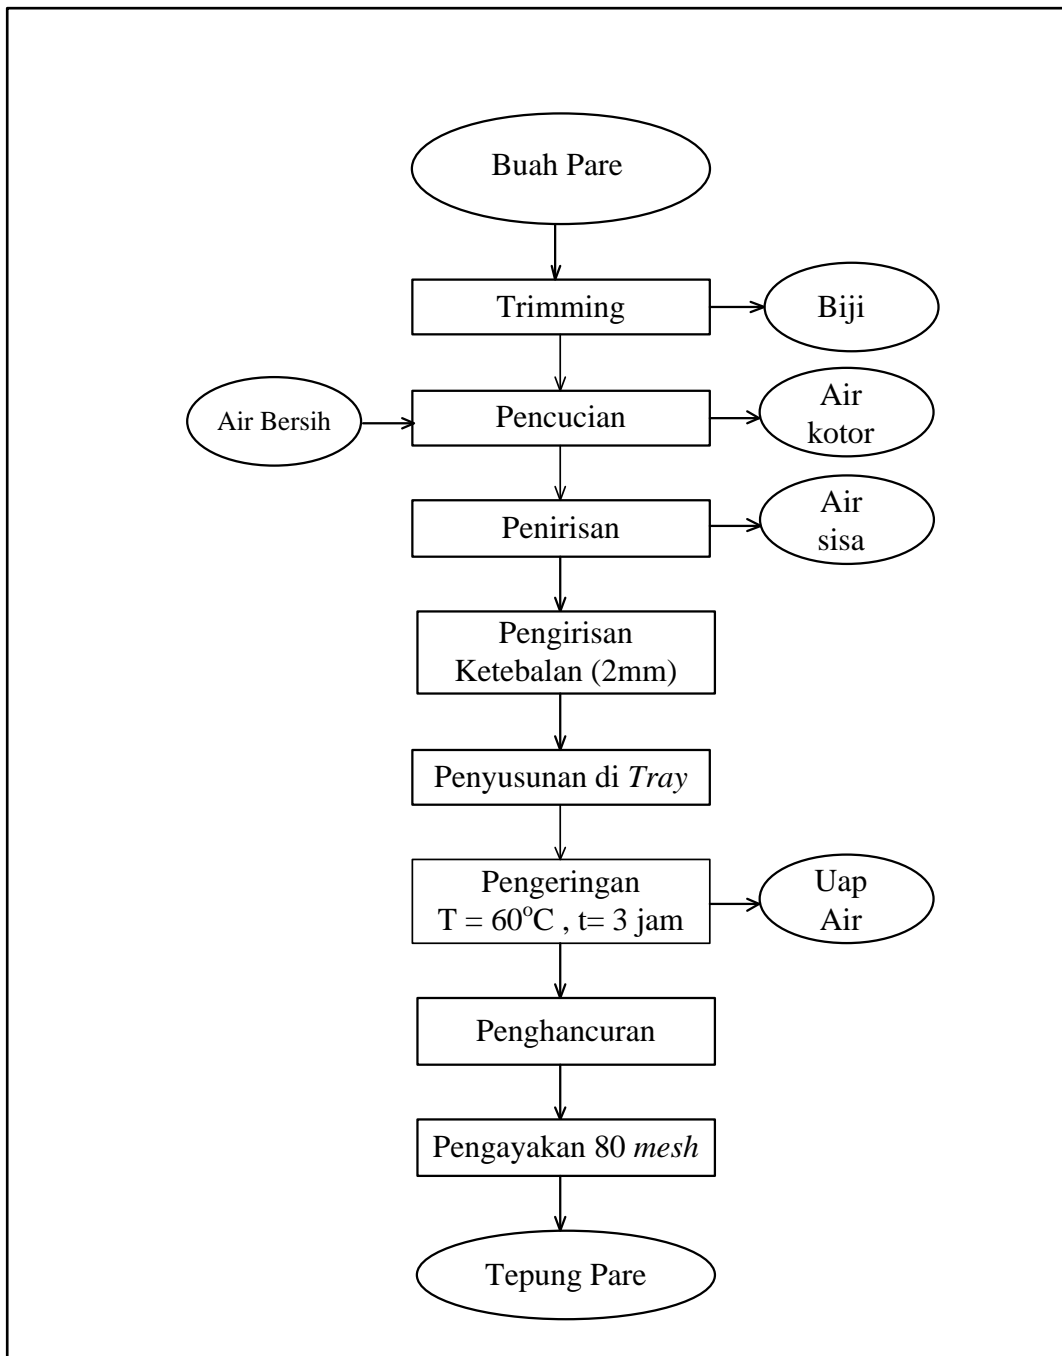 Buah Pare
Trimming
Biji
Air Bersih
Pencucian
Air
kotor
Penirisan
Air
sisa
Pengirisan
Ketebalan (2mm)
Penyusunan di Tray
Pengeringan
T = 60°C , t= 3 jam
Uap
Air
Penghancuran
Pengayakan 80 mesh
Tepung Pare